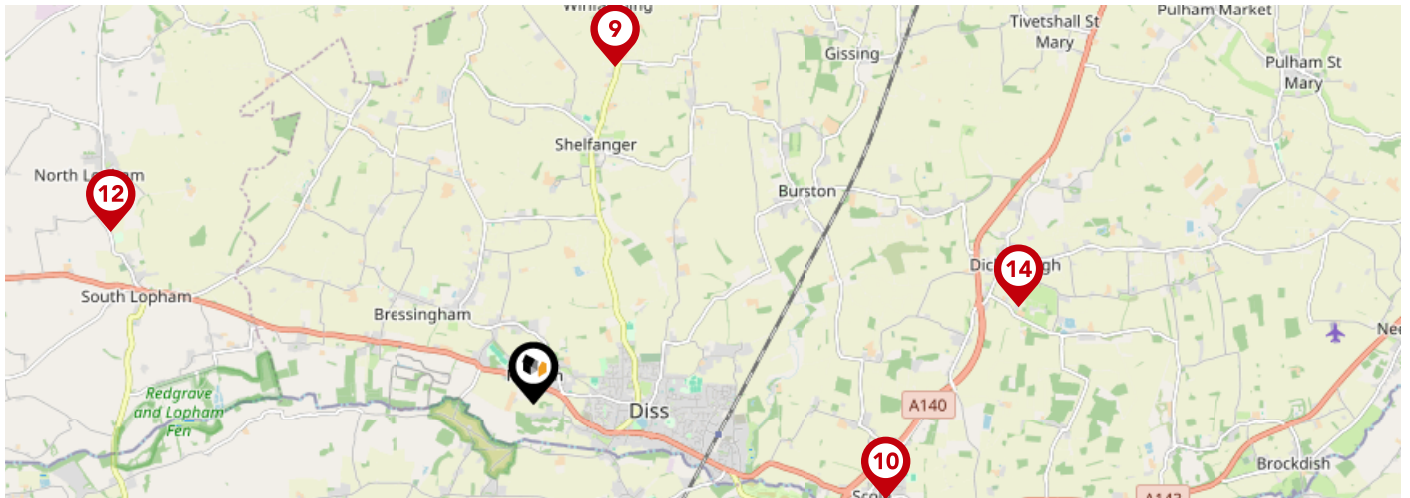 9
Tivetshall St
Mary
Pulham Market
Gissing
Pulham St
Mary
Shelfanger
North
12
Burston
14
South Lopham
Bressingham
Redgrave
and Lopham
Fen
Diss
A140
10
Brockdish